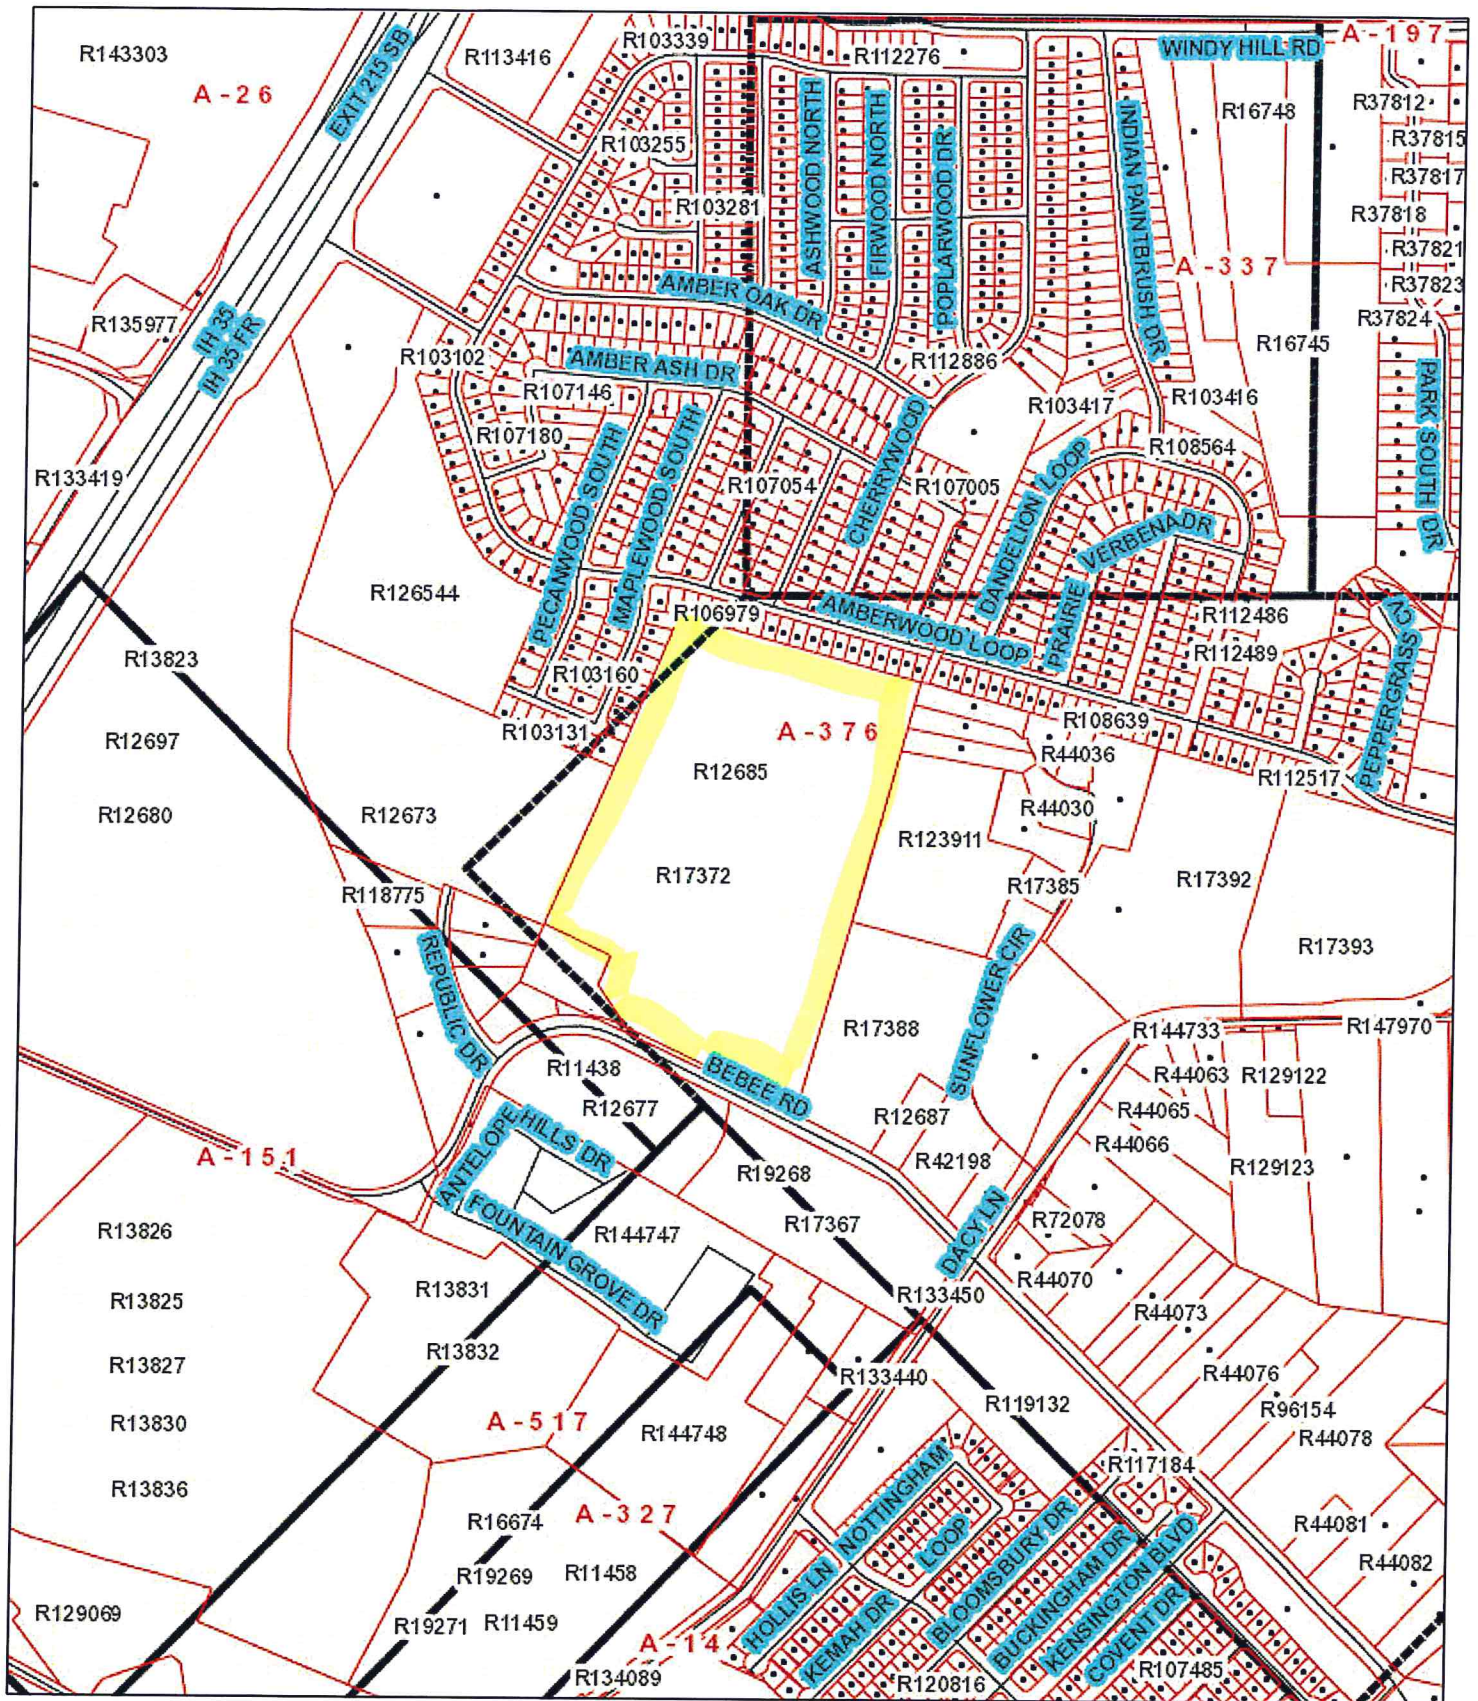 R143303
A-26
EXIT 215 SB
R113416
R103339
R112276
WINDY HILL RD
A-197
R103255
R103281
ASHWOOD NORTH
FIRWOOD NORTH
POPLARWOOD DR
INDIAN PAINTBRUSH DR
R16748
R37812
R37815
R37817
R37818
R37821
R37823
R37824
A-337
R135977
IH 35
IH 35 FR
AMBER OAK DR
R103102
AMBER ASH DR
R107146
R112886
R16745
R103417
R103416
PARK SOUTH DR
R133419
R107180
PECANWOOD SOUTH
MAPLEWOOD SOUTH
R107054
CHERRYWOOD
R107005
DANDELION LOOP
R108564
PRAIRIE VERBENA DR
R126544
R106979
AMBERWOOD LOOP
R112486
R112489
PEPPERGRASS CV
R13823
R103160
R103131
A-376
R108639
R44036
R112517
R12697
R12685
R12680
R12673
R44030
R123911
R17372
R17385
R17392
R118775
R17393
REPUBLIC DR
SUNFLOWER CIR
R17388
R144733
R147970
R11438
BEBEE RD
R44063
R129122
R12677
R12687
R44065
R44066
ANTELOPE HILLS DR
A-151
R19268
R42198
R129123
FOUNTAIN GROVE DR
R13826
R144747
R17367
DACY LN
R72078
R13831
R44070
R13825
R133450
R44073
R13832
R13827
R133440
R44076
R119132
R96154
R13830
A-517
R144748
R44078
R13836
NOTTINGHAM LOOP
R117184
R16674
A-327
R44081
R44082
R19269
R11458
HOLLIS LN
BLOOMSBURY DR
BUCKINGHAM DR
KENSINGTON BLVD
COVENT DR
R129069
R19271
R11459
A-14
KEMAH DR
R134089
R120816
R107485